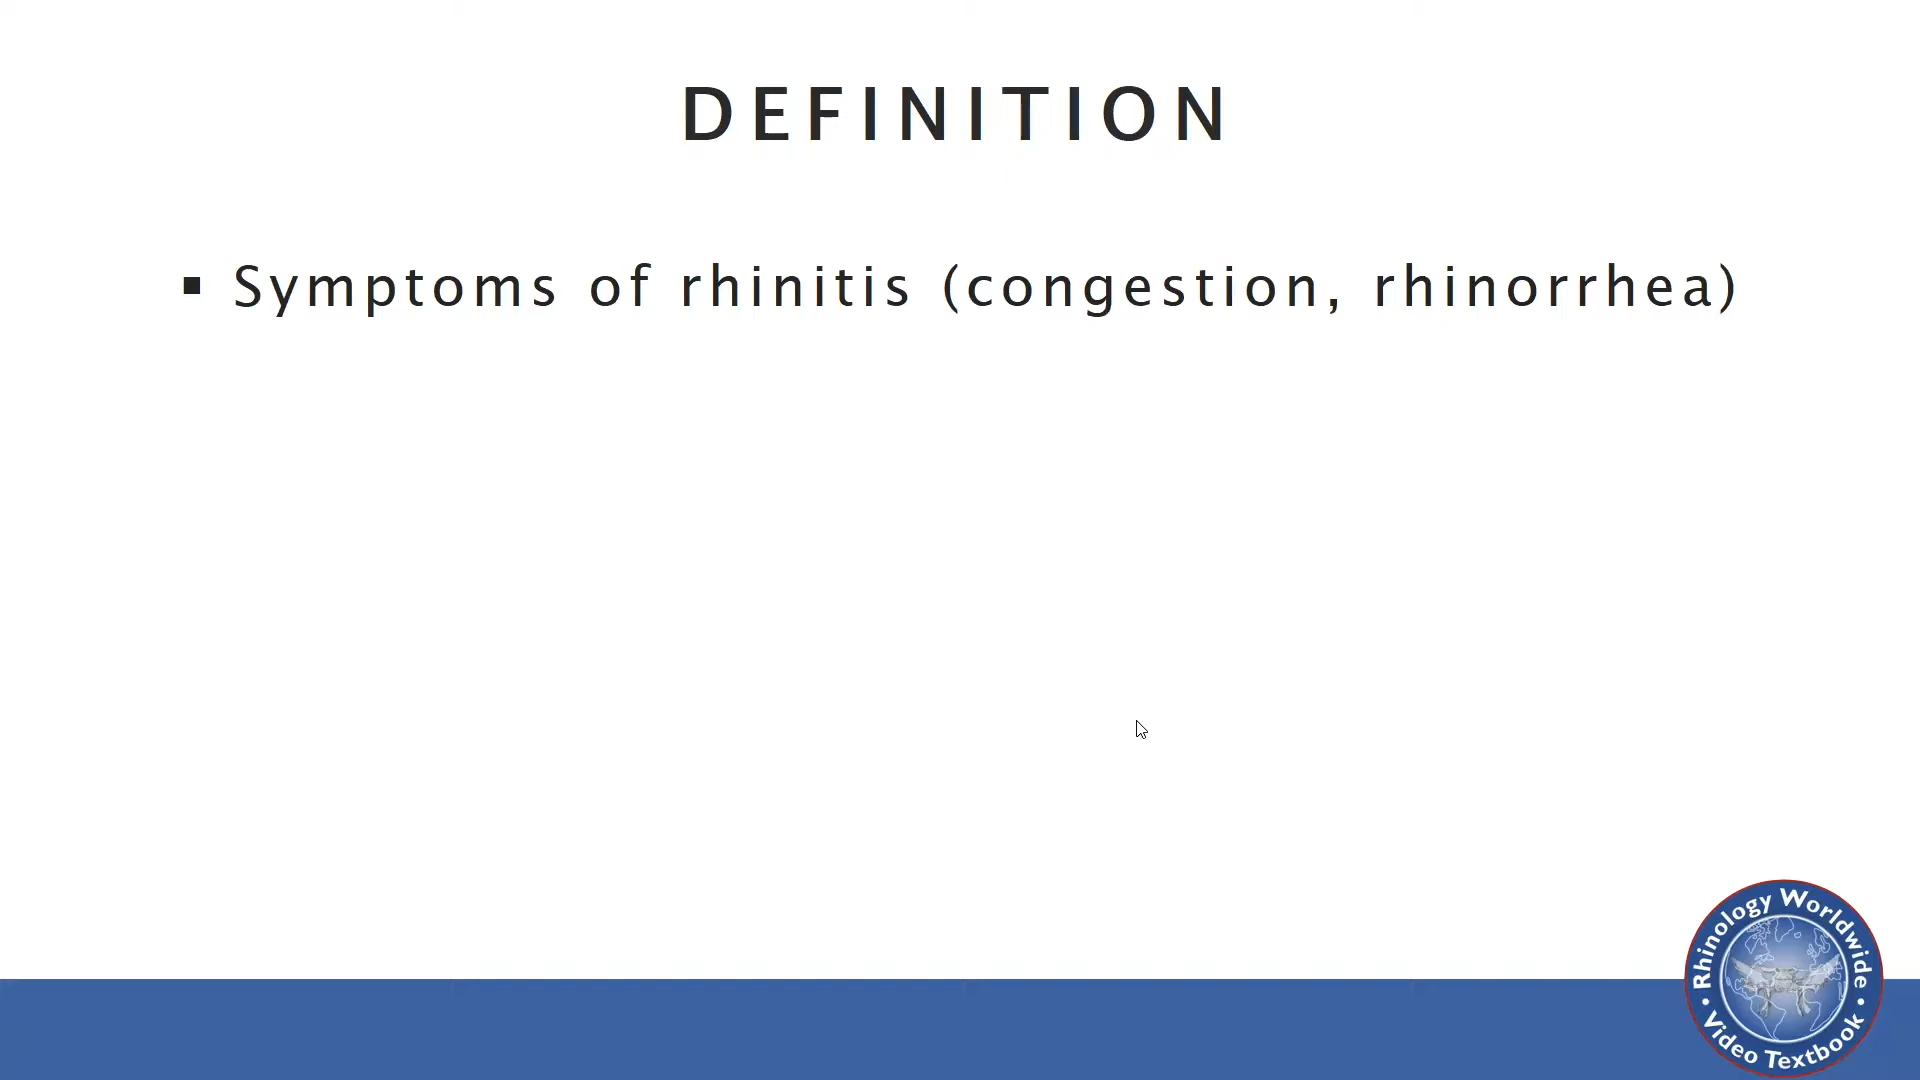 DEFINITION
▪ Symptoms of rhinitis (congestion, rhinorrhea)
Rhinology Worldwide
• Video Textbook •